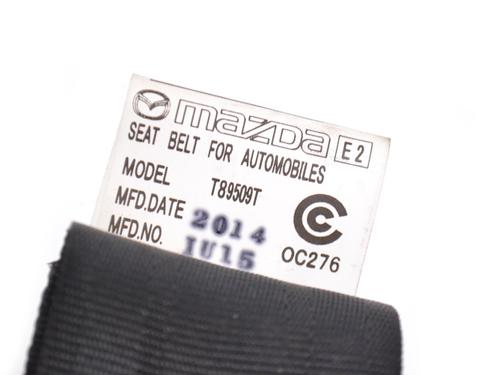 mazda E2
SEAT BELT FOR AUTOMOBILES
MODEL T89509T
MFD.DATE 2014
MFD.NO. IU15
OC276